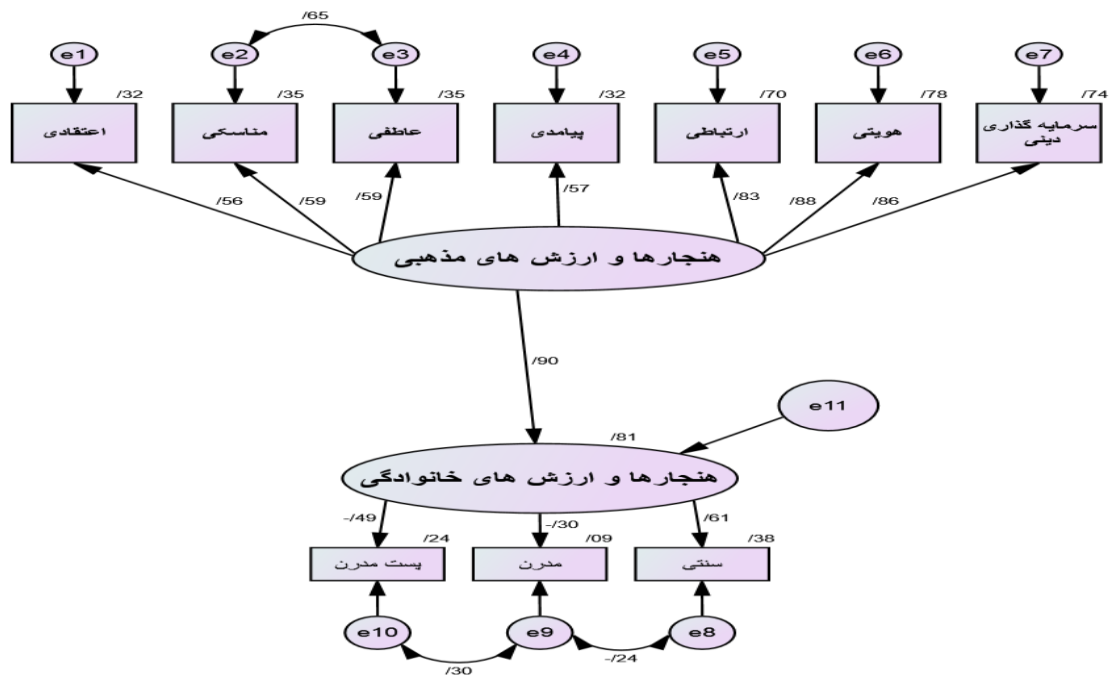 /65
e1 e2 e3 e4 e5 e6 e7
/32 /35 /35 /32 /70 /78 /74
اعتقادی
مناسکی
عاطفی
پیامدی
ارتباطی
هویتی
سرمایه گذاری
دینی
/56 /59 /59 /57 /83 /88 /86
هنجارها و ارزش های مذهبی
/90
e11
/81
هنجارها و ارزش های خانوادگی
-/49 -/30 /61
/24 /09 /38
پست مدرن
مدرن
سنتی
e10 e9 e8
/30 -/24